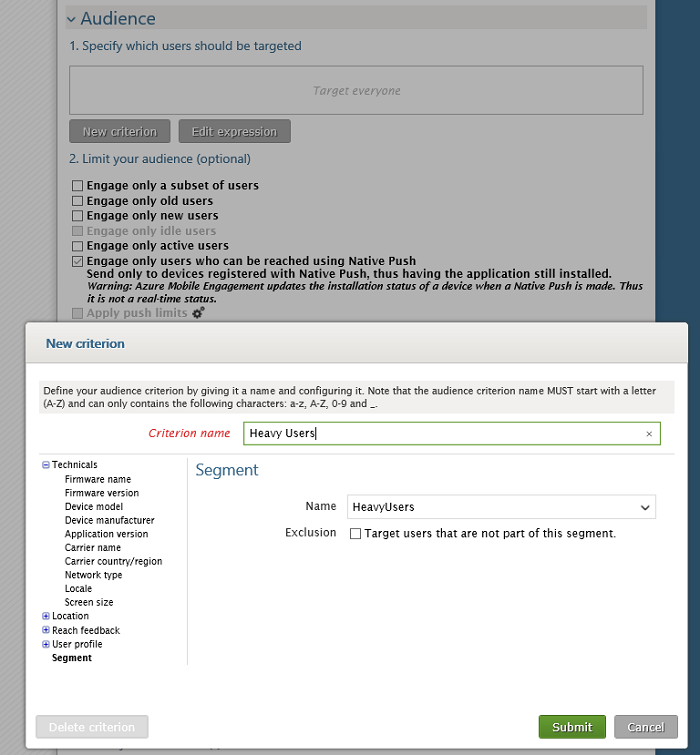 Audience
1. Specify which users should be targeted
Target everyone
New criterion
Edit expression
2. Limit your audience (optional)
Engage only a subset of users
Engage only old users
Engage only new users
Engage only idle users
Engage only active users
Engage only users who can be reached using Native Push
Send only to devices registered with Native Push, thus having the application still installed.
Warning: Azure Mobile Engagement updates the installation status of a device when a Native Push is made. Thus
it is not a real-time status.
Apply push limits
New criterion
Define your audience criterion by giving it a name and configuring it. Note that the audience criterion name MUST start with a letter
(A-Z) and can only contains the following characters: a-z, A-Z, 0-9 and _.
Criterion name
Heavy Users
×
Technicals
Firmware name
Firmware version
Device model
Device manufacturer
Application version
Carrier name
Carrier country/region
Network type
Locale
Screen size
Location
Reach feedback
User profile
Segment
Segment
Name
HeavyUsers
Exclusion
Target users that are not part of this segment.
Delete criterion
Submit
Cancel